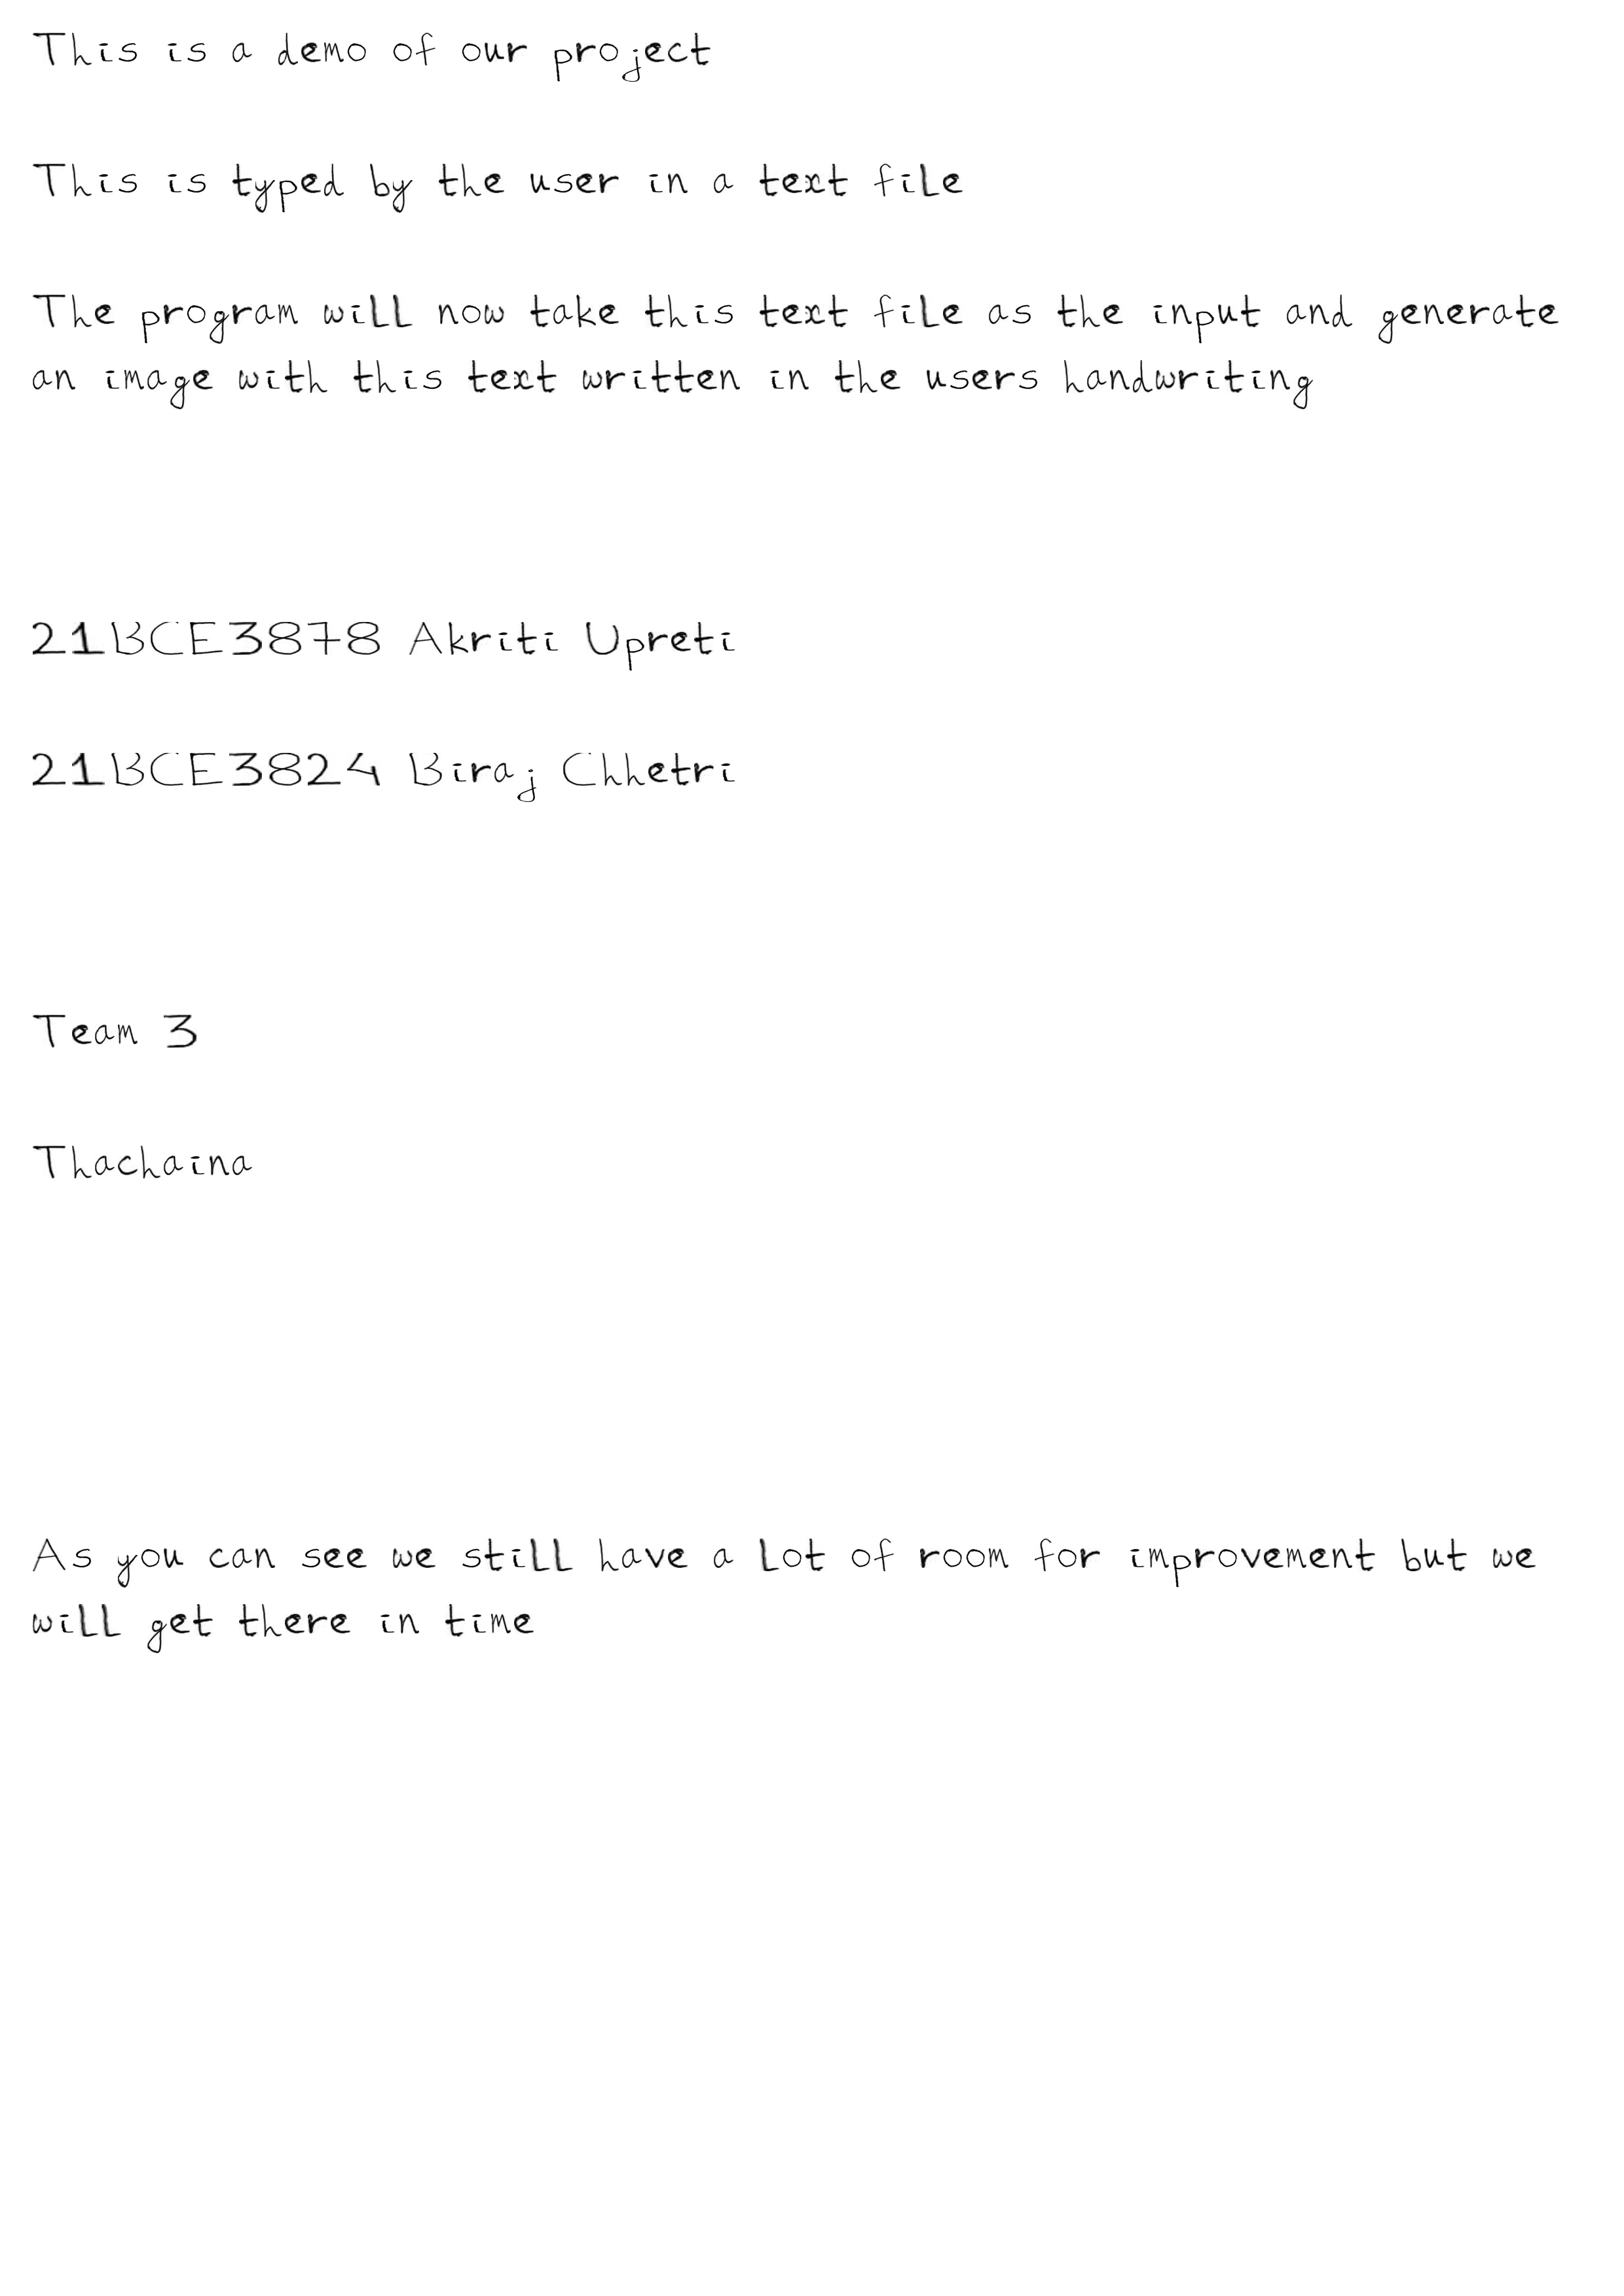 This is a demo of our project
This is typed by the user in a text file
The program will now take this text file as the input and generate
an image with this text written in the users handwriting
21BCE3878 Akriti Upreti
21BCE3824 Biraj Chhetri
Team 3
Thachaina
As you can see we still have a lot of room for improvement but we
will get there in time